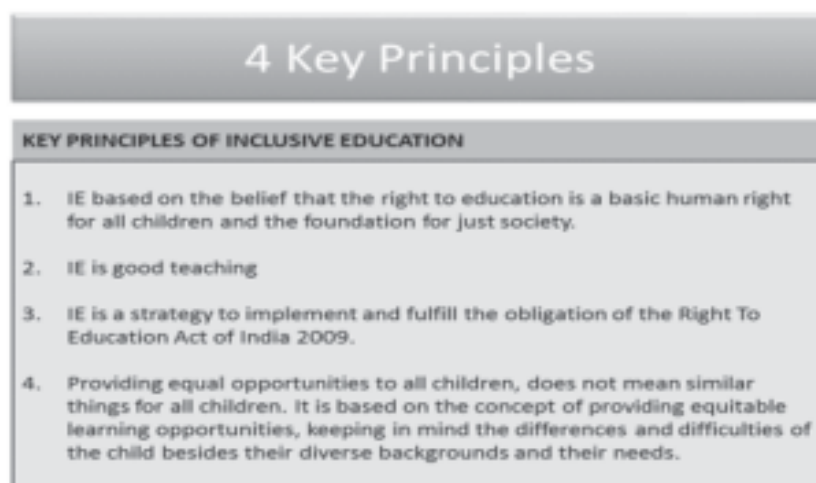 4 Key Principles
KEY PRINCIPLES OF INCLUSIVE EDUCATION
1. IE based on the belief that the right to education is a basic human right
for all children and the foundation for just society.
2. IE is good teaching
3. IE is a strategy to implement and fulfill the obligation of the Right To
Education Act of India 2009.
4. Providing equal opportunities to all children, does not mean similar
things for all children. It is based on the concept of providing equitable
learning opportunities, keeping in mind the differences and difficulties of
the child besides their diverse backgrounds and their needs.